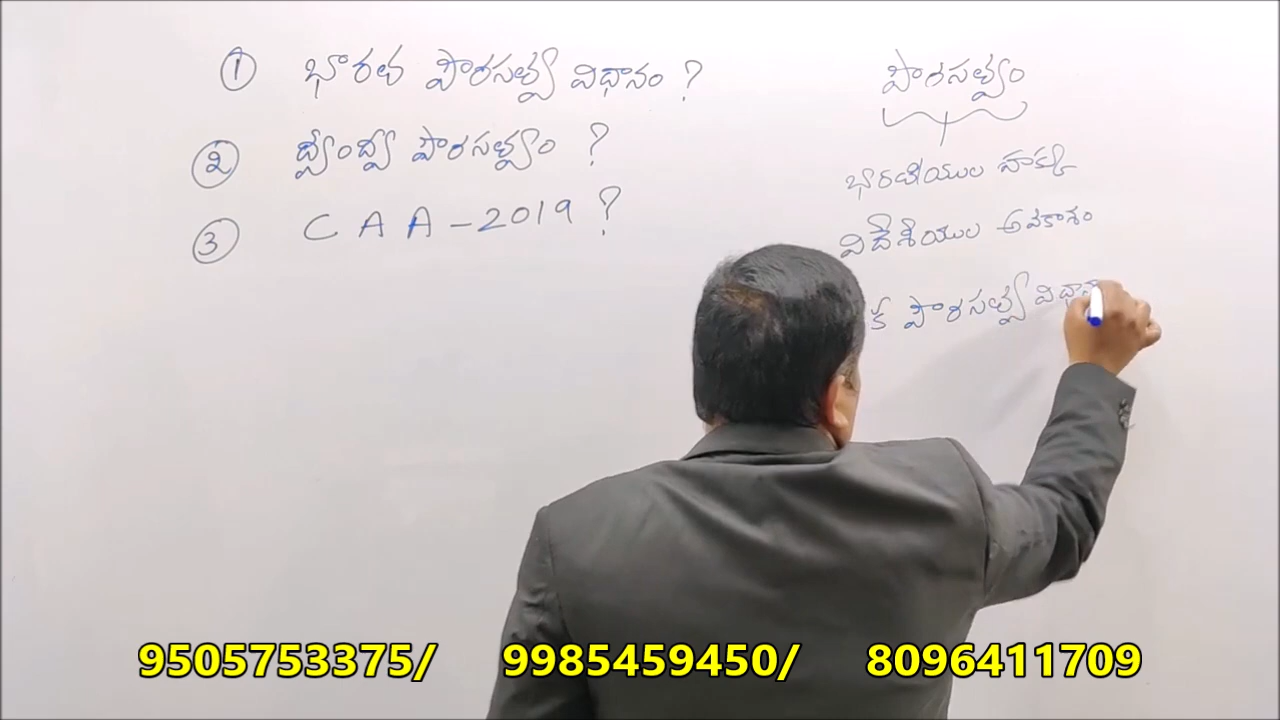 ① భారత పౌరసత్వ విధానం ?
② ద్వంద్వ పౌరసత్వం ?
③ CAA-2019 ?
పౌరసత్వం
భారతీయుల హక్కు
విదేశీయుల అవకాశం
క పౌరసత్వ విధాన
9505753375/ 9985459450/ 8096411709